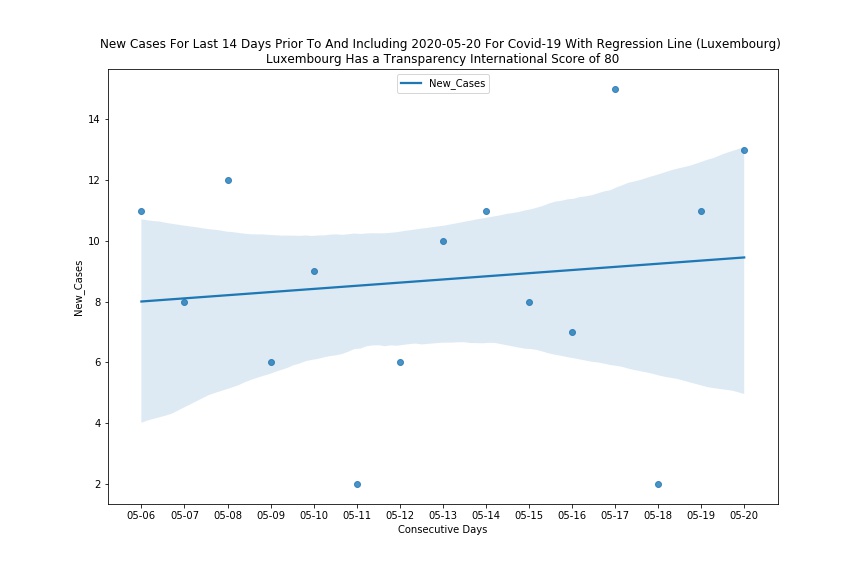 New Cases For Last 14 Days Prior To And Including 2020-05-20 For Covid-19 With Regression Line (Luxembourg)
Luxembourg Has a Transparency International Score of 80
New_Cases
New_Cases
14
12
10
8
6
4
2
05-06 05-07 05-08 05-09 05-10 05-11 05-12 05-13 05-14 05-15 05-16 05-17 05-18 05-19 05-20
Consecutive Days